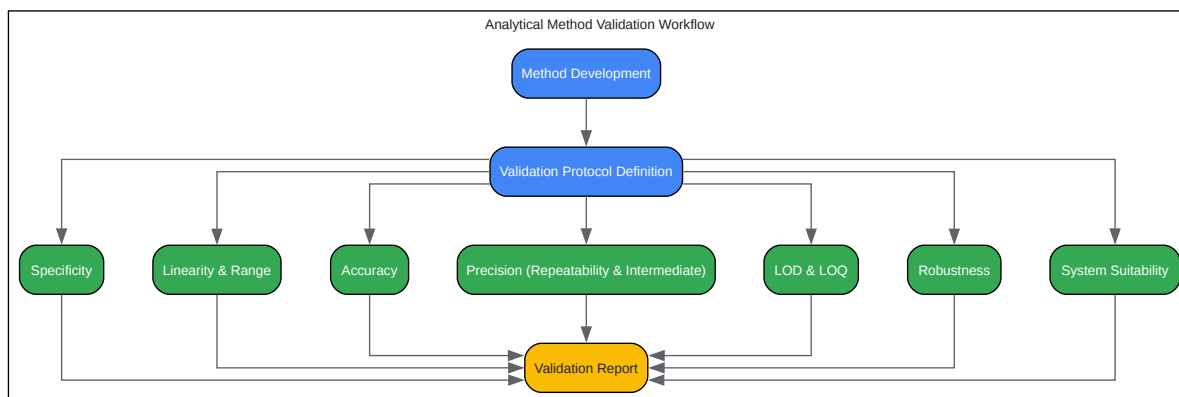 Analytical Method Validation Workflow
Method Development
Validation Protocol Definition
Specificity
Linearity & Range
Accuracy
Precision (Repeatability & Intermediate)
LOD & LOQ
Robustness
System Suitability
Validation Report